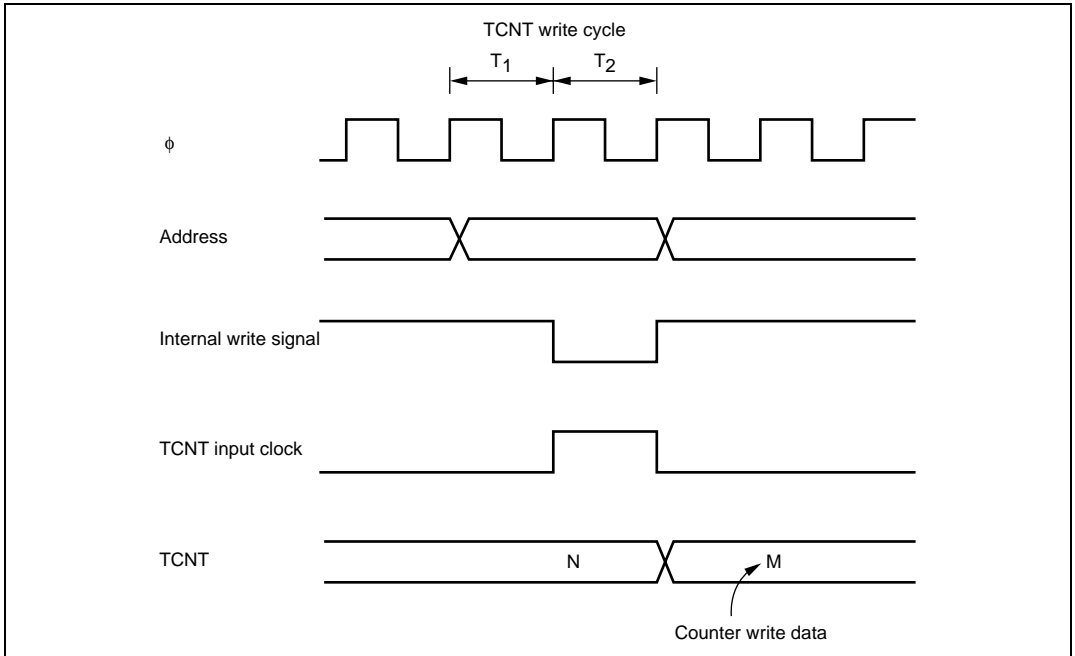 TCNT write cycle
T1 T2
ϕ
Address
Internal write signal
TCNT input clock
TCNT N M
Counter write data